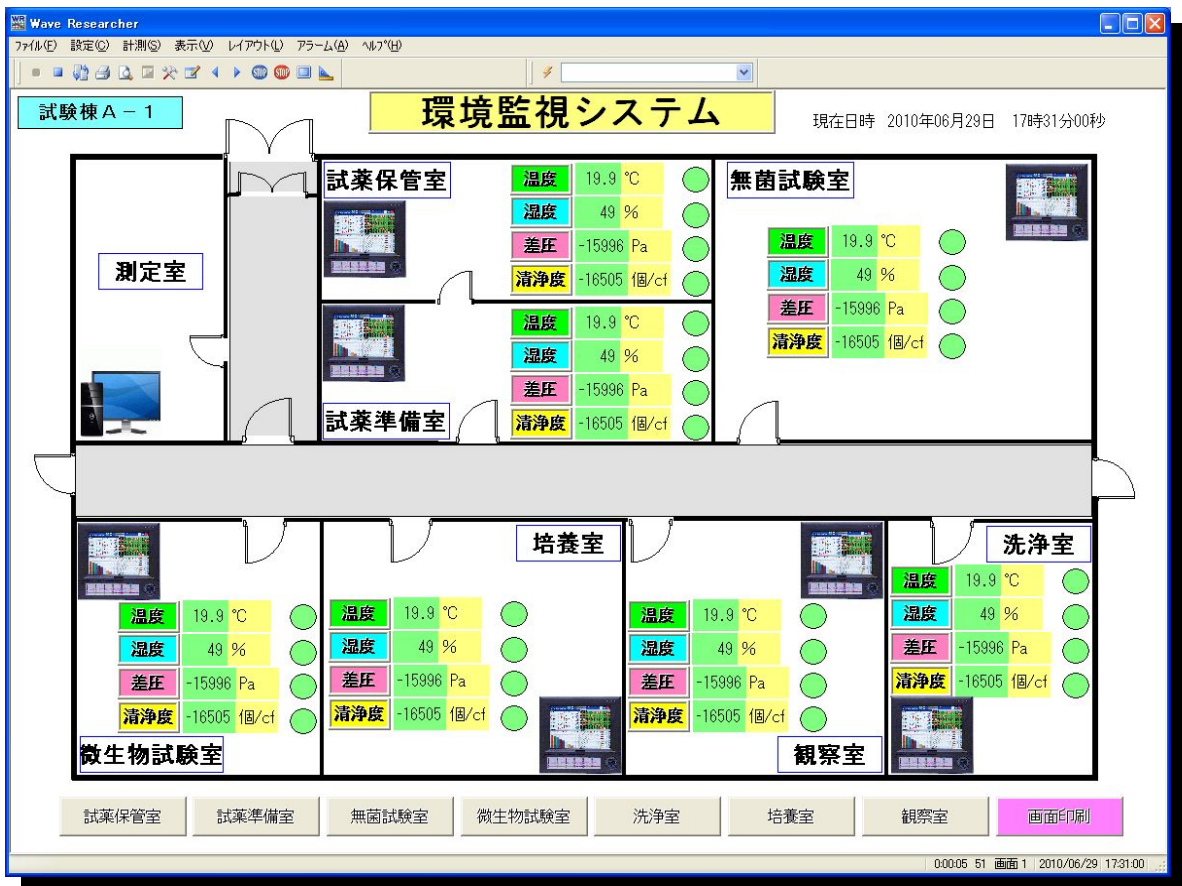 Wave Researcher
ﾌｧｲﾙ(F) 設定(C) 計測(S) 表示(V) ﾚｲｱｳﾄ(L) ｱﾗｰﾑ(A) ﾍﾙﾌﾟ(H)
STOP STOP
試験棟A－1
環境監視システム
現在日時 2010年06月29日 17時31分00秒
測定室
試薬保管室
温度 19.9 ℃
湿度 49 %
差圧 -15996 Pa
清浄度 -16505 個/cf
試薬準備室
温度 19.9 ℃
湿度 49 %
差圧 -15996 Pa
清浄度 -16505 個/cf
無菌試験室
温度 19.9 ℃
湿度 49 %
差圧 -15996 Pa
清浄度 -16505 個/cf
微生物試験室
温度 19.9 ℃
湿度 49 %
差圧 -15996 Pa
清浄度 -16505 個/cf
培養室
温度 19.9 ℃
湿度 49 %
差圧 -15996 Pa
清浄度 -16505 個/cf
観察室
温度 19.9 ℃
湿度 49 %
差圧 -15996 Pa
清浄度 -16505 個/cf
洗浄室
温度 19.9 ℃
湿度 49 %
差圧 -15996 Pa
清浄度 -16505 個/cf
試薬保管室 試薬準備室 無菌試験室 微生物試験室 洗浄室 培養室 観察室 画面印刷
0:00:05 51 画面 1 2010/06/29 17:31:00